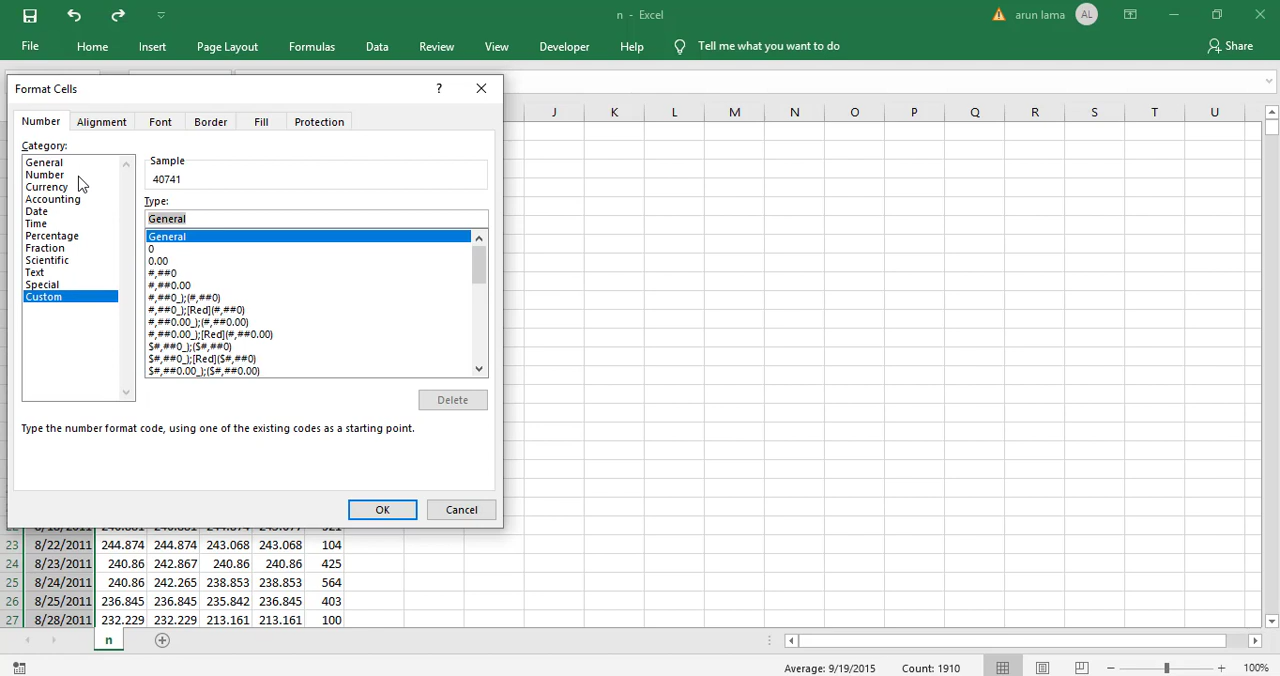 n - Excel
arun lama
AL
File Home Insert Page Layout Formulas Data Review View Developer Help Tell me what you want to do Share
Format Cells ? 
Number Alignment Font Border Fill Protection
Category:
General
Number
Currency
Accounting
Date
Time
Percentage
Fraction
Scientific
Text
Special
Custom
Sample
40741
Type:
General
General
0
0.00
#,##0
#,##0.00
#,##0_);(#,##0)
#,##0_);[Red](#,##0)
#,##0.00_);(#,##0.00)
#,##0.00_);[Red](#,##0.00)
$#,##0_);($#,##0)
$#,##0_);[Red]($#,##0)
$#,##0.00_);($#,##0.00)
Delete
Type the number format code, using one of the existing codes as a starting point.
OK Cancel
J K L M N O P Q R S T U
23 8/22/2011 244.874 244.874 243.068 243.068 104
24 8/23/2011 240.86 242.867 240.86 240.86 425
25 8/24/2011 240.86 242.265 238.853 238.853 564
26 8/25/2011 236.845 236.845 235.842 236.845 403
27 8/28/2011 232.229 232.229 213.161 213.161 100
n
Average: 9/19/2015 Count: 1910 100%